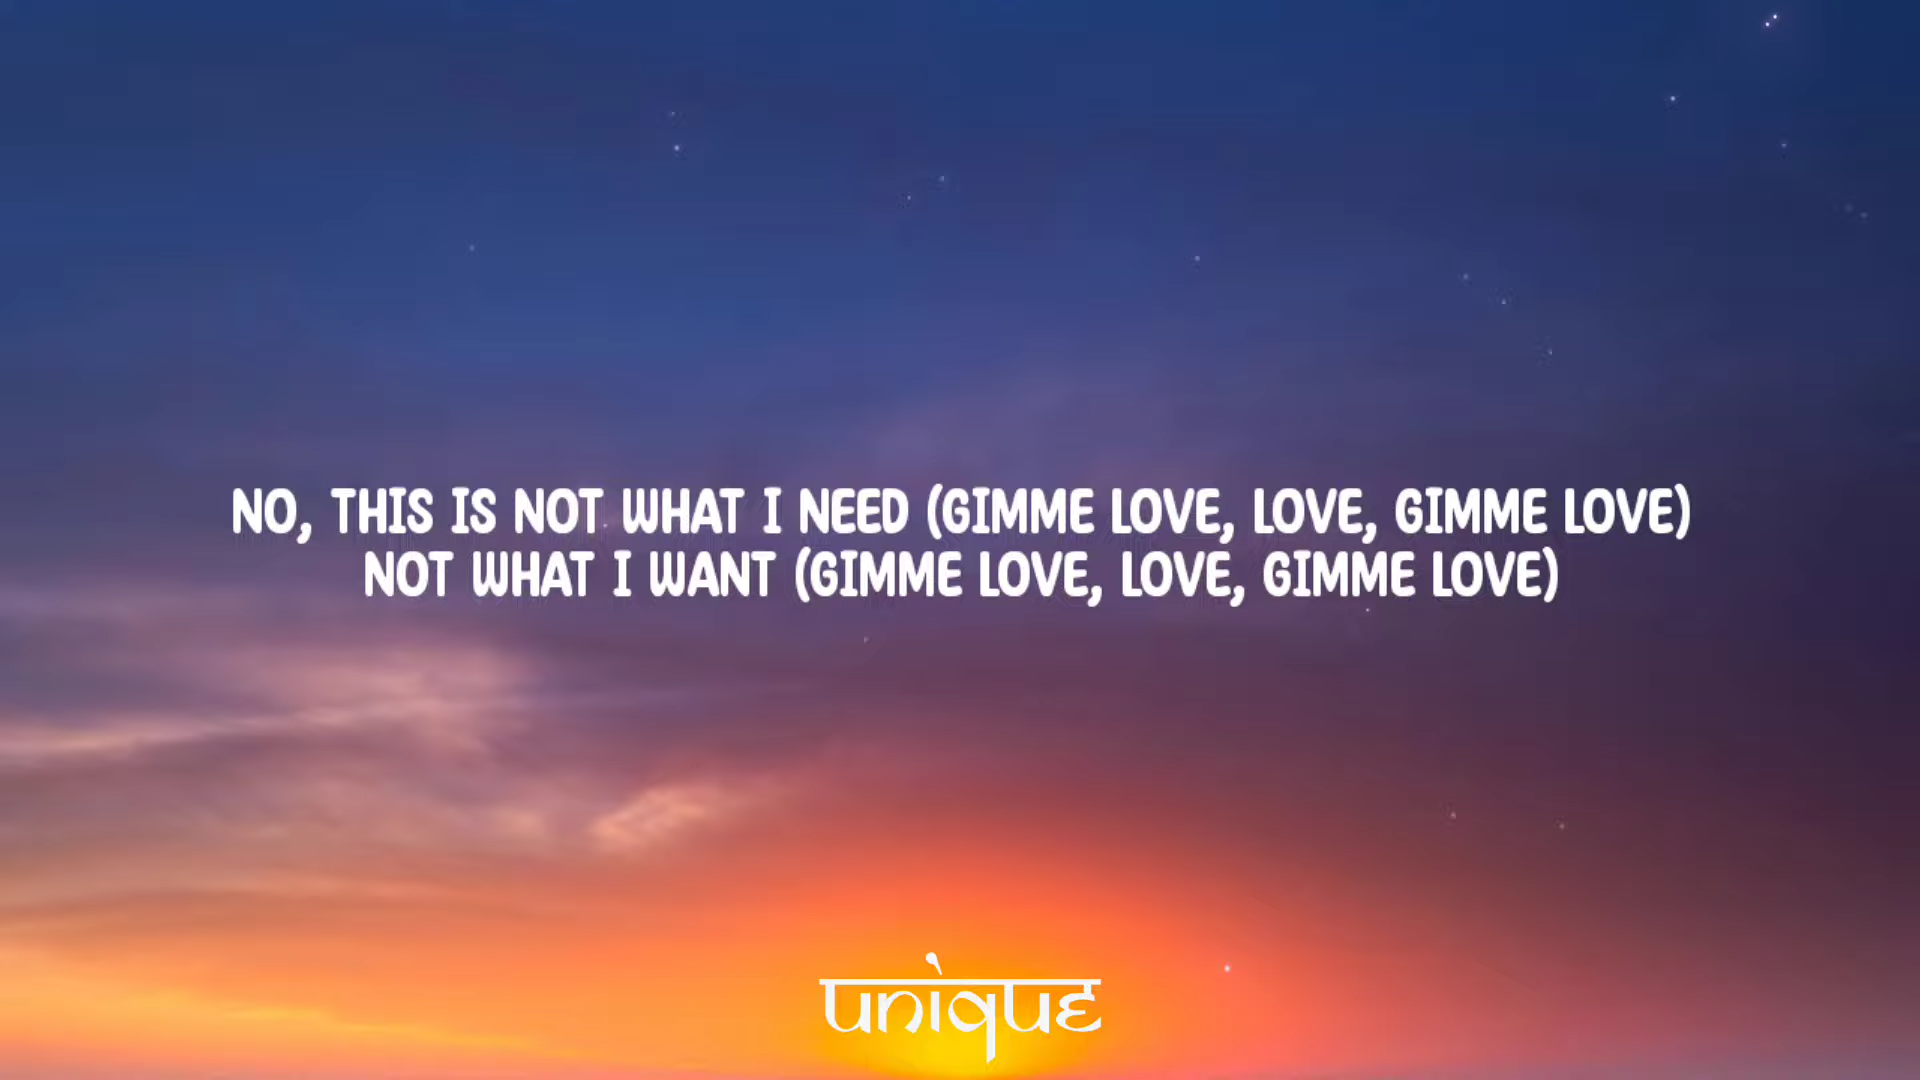 NO, THIS IS NOT WHAT I NEED (GIMME LOVE, LOVE, GIMME LOVE)
NOT WHAT I WANT (GIMME LOVE, LOVE, GIMME LOVE)
unique